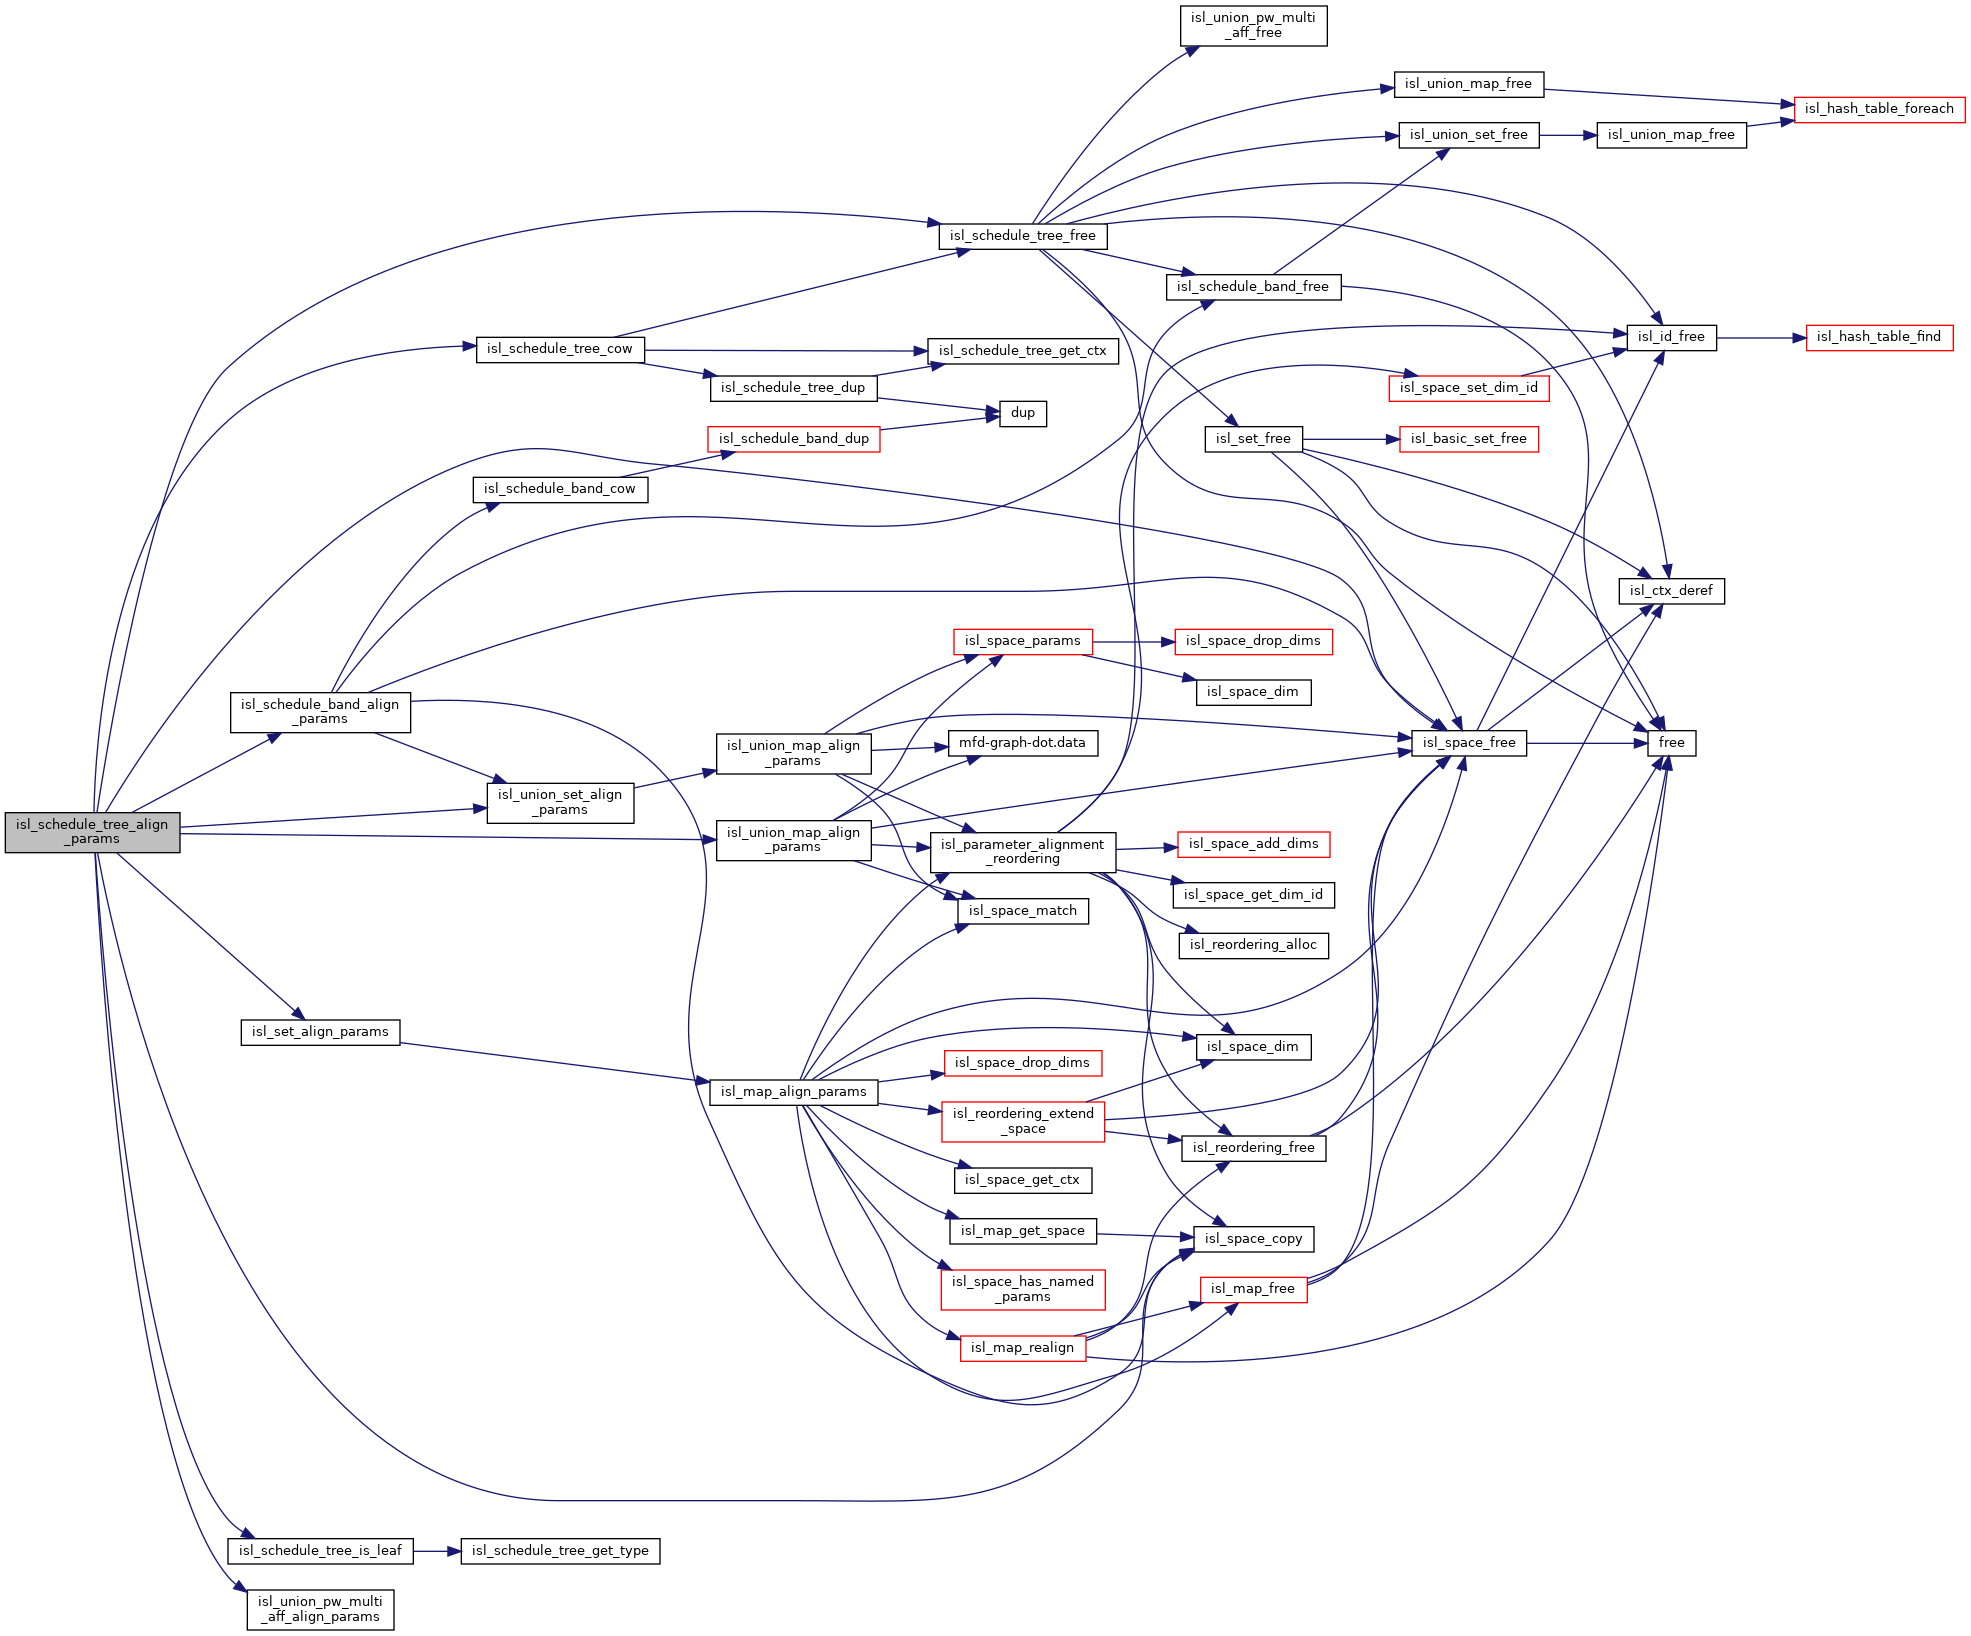 isl_union_pw_multi
_aff_free
isl_union_map_free
isl_hash_table_foreach
isl_union_set_free
isl_union_map_free
isl_schedule_tree_free
isl_schedule_band_free
isl_id_free
isl_hash_table_find
isl_schedule_tree_cow
isl_schedule_tree_get_ctx
isl_schedule_tree_dup
isl_space_set_dim_id
dup
isl_schedule_band_dup
isl_set_free
isl_basic_set_free
isl_schedule_band_cow
isl_ctx_deref
isl_space_params
isl_space_drop_dims
isl_space_dim
isl_schedule_band_align
_params
isl_union_map_align
_params
mfd-graph-dot.data
isl_space_free
free
isl_union_set_align
_params
isl_schedule_tree_align
_params
isl_union_map_align
_params
isl_parameter_alignment
_reordering
isl_space_add_dims
isl_space_get_dim_id
isl_space_match
isl_reordering_alloc
isl_set_align_params
isl_space_dim
isl_space_drop_dims
isl_map_align_params
isl_reordering_extend
_space
isl_reordering_free
isl_space_get_ctx
isl_map_get_space
isl_space_copy
isl_space_has_named
_params
isl_map_free
isl_map_realign
isl_schedule_tree_is_leaf
isl_schedule_tree_get_type
isl_union_pw_multi
_aff_align_params